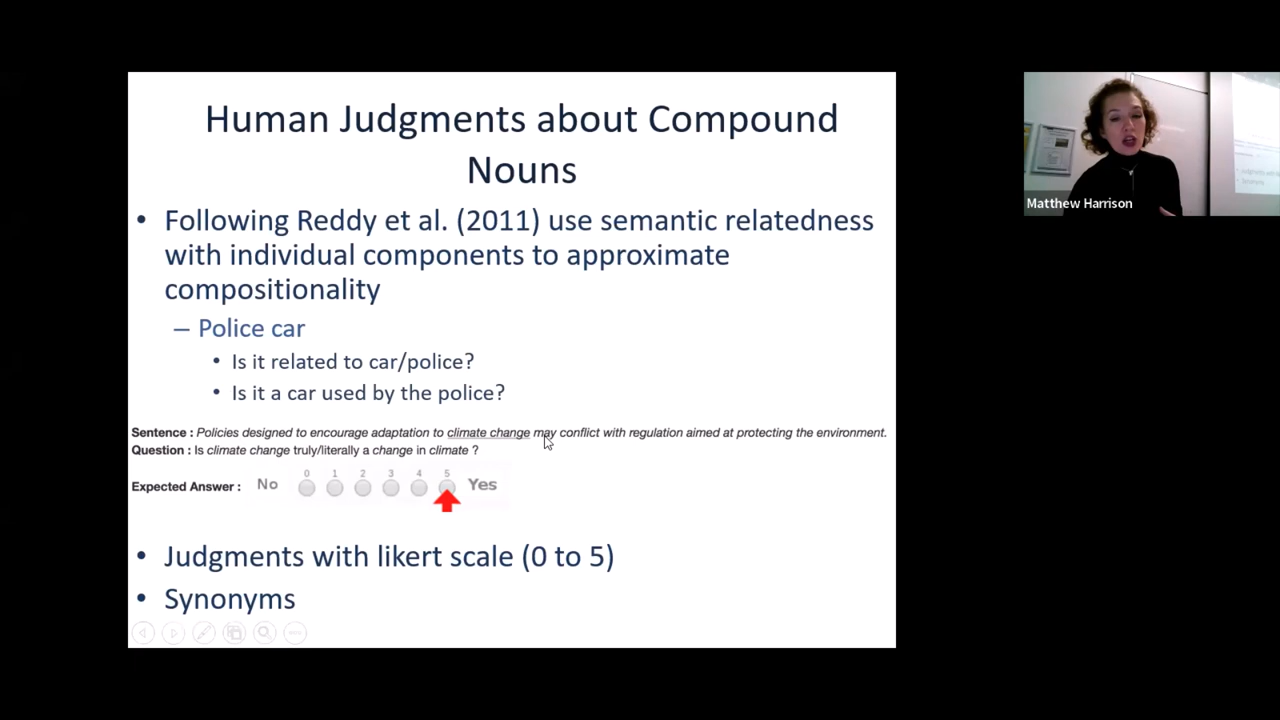 Human Judgments about Compound
Nouns
• Following Reddy et al. (2011) use semantic relatedness
with individual components to approximate
compositionality
– Police car
• Is it related to car/police?
• Is it a car used by the police?
Sentence : Policies designed to encourage adaptation to climate change may conflict with regulation aimed at protecting the environment.
Question : Is climate change truly/literally a change in climate ?
0 1 2 3 4 5
Expected Answer : No Yes
• Judgments with likert scale (0 to 5)
• Synonyms
Matthew Harrison